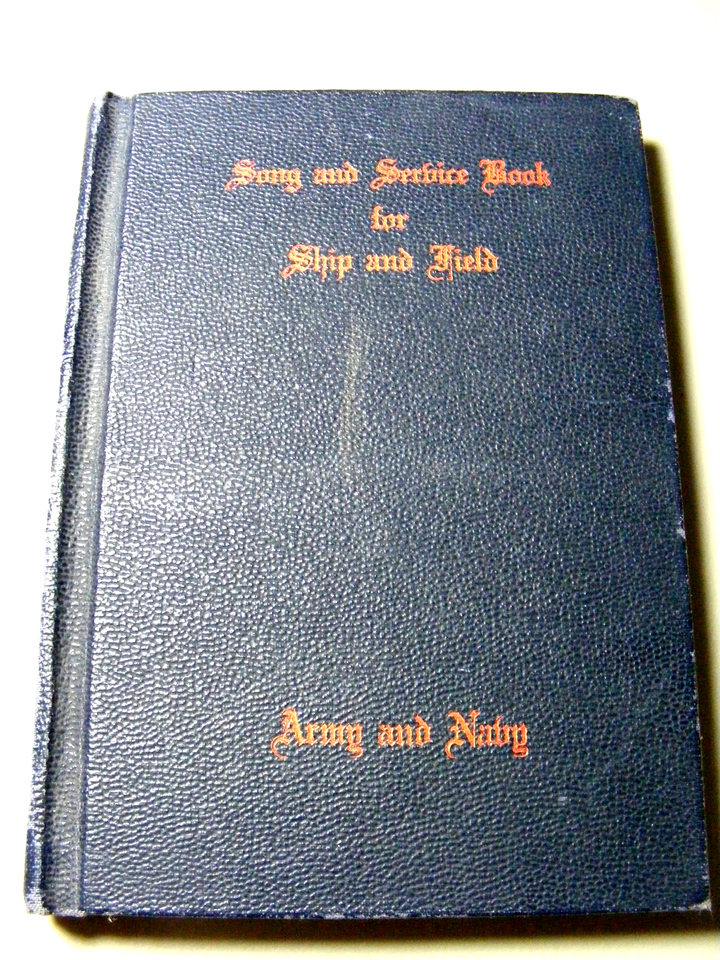 Song and Service Book
for
Ship and Field
Army and Navy